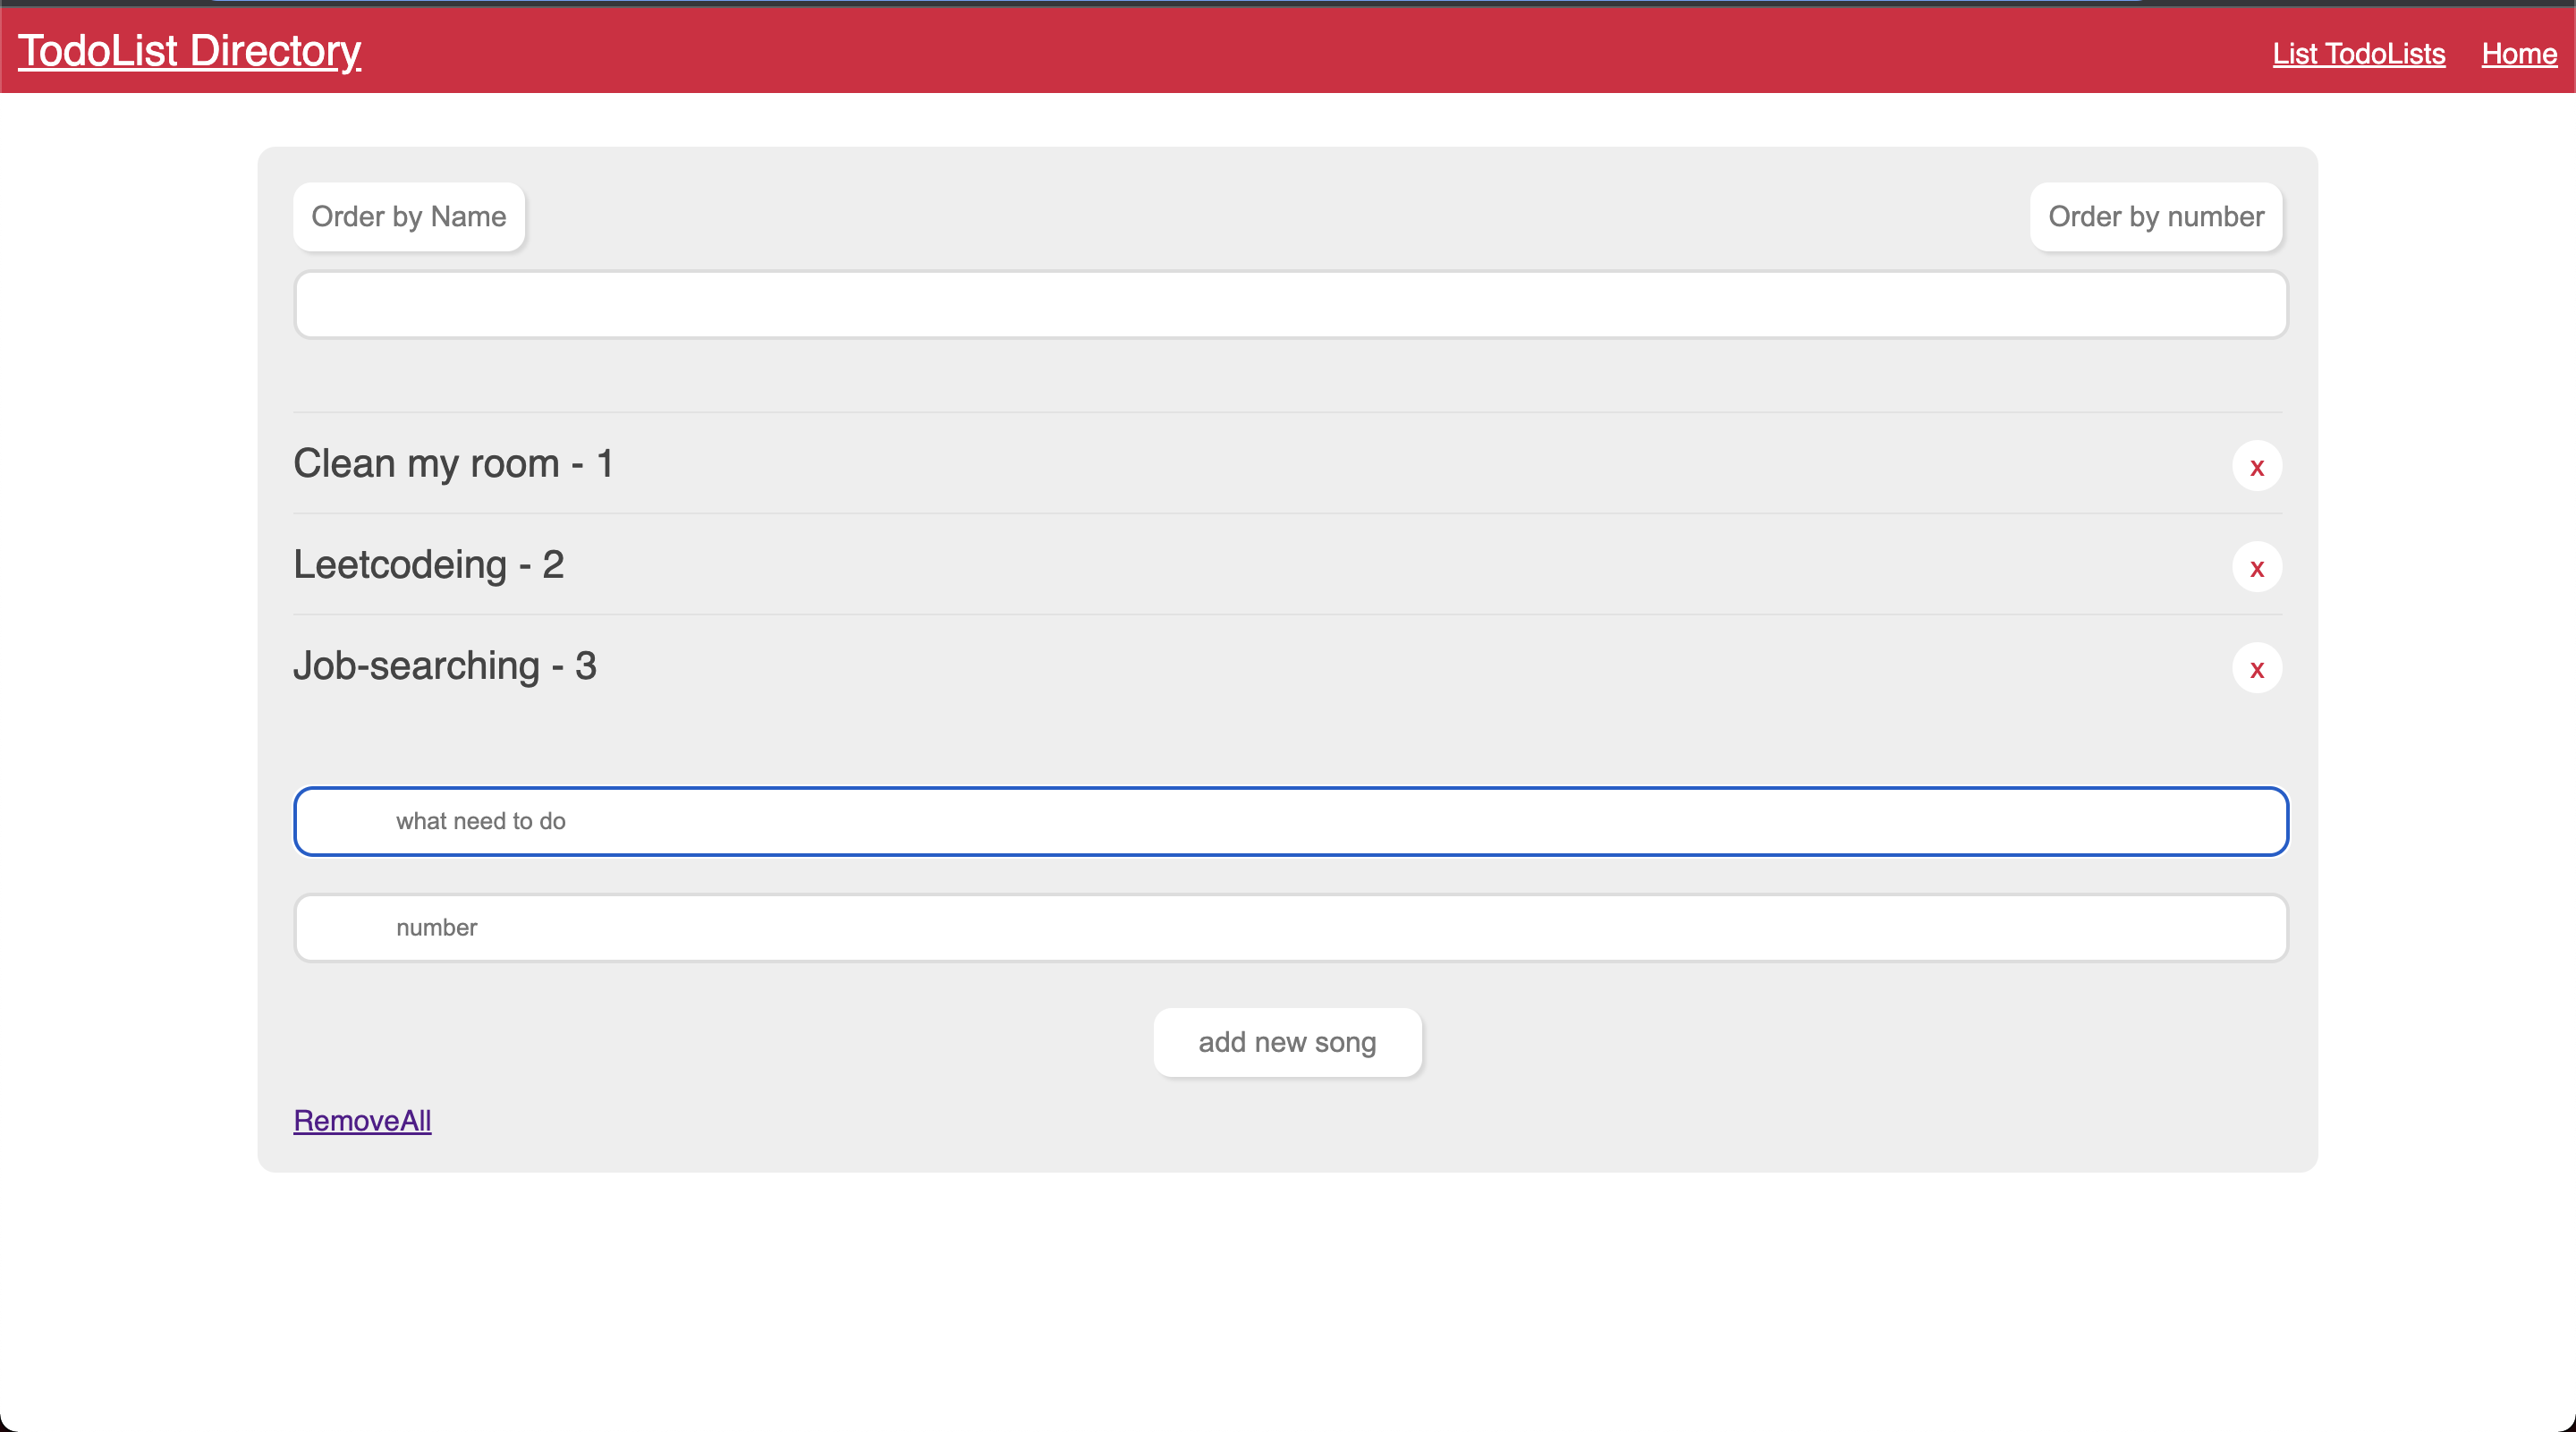 TodoList Directory
List TodoLists
Home
Order by Name
Order by number
Clean my room - 1
x
Leetcodeing - 2
x
Job-searching - 3
x
what need to do
number
add new song
RemoveAll